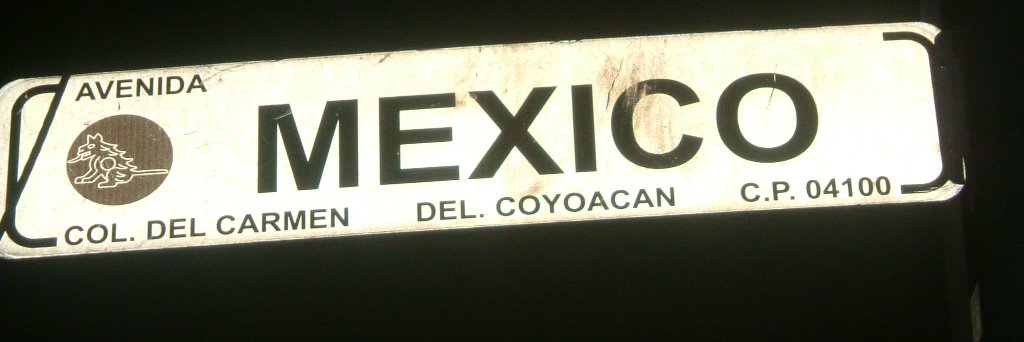 AVENIDA
MEXICO
COL. DEL CARMEN DEL. COYOACAN C.P. 04100